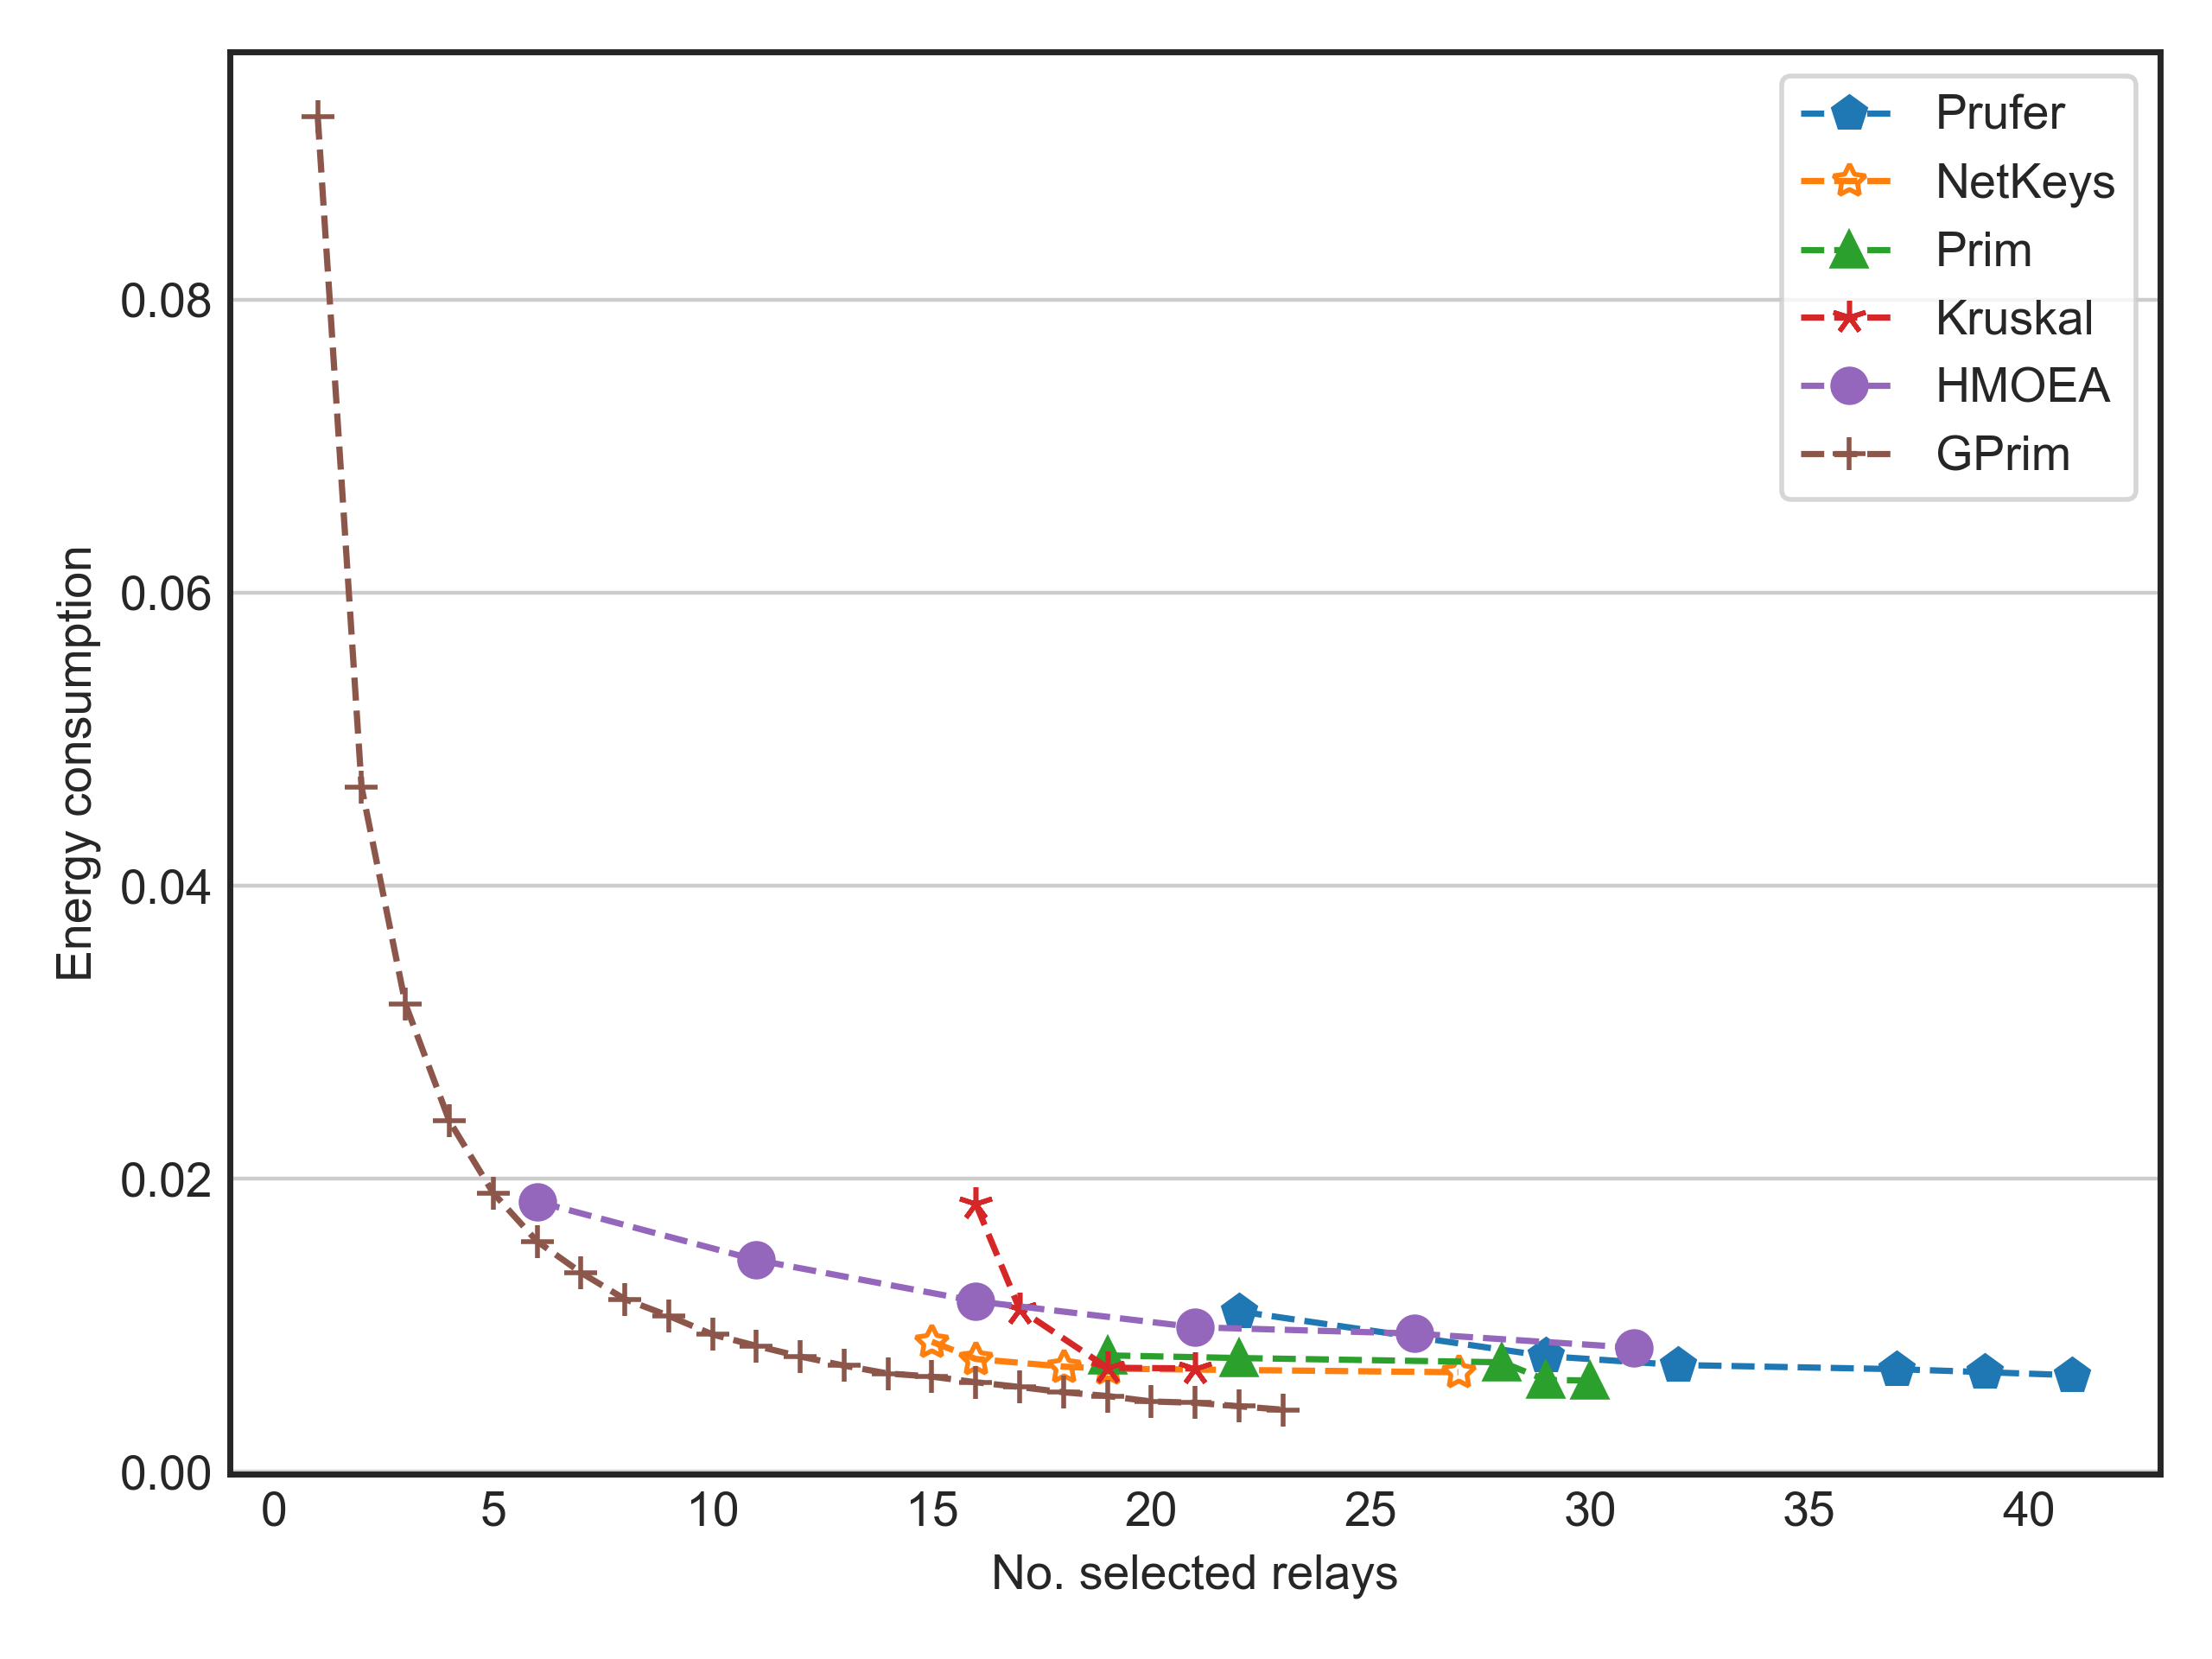 Prufer
NetKeys
Prim
Kruskal
HMOEA
GPrim
Energy consumption
0.08
0.06
0.04
0.02
0.00
0 5 10 15 20 25 30 35 40
No. selected relays